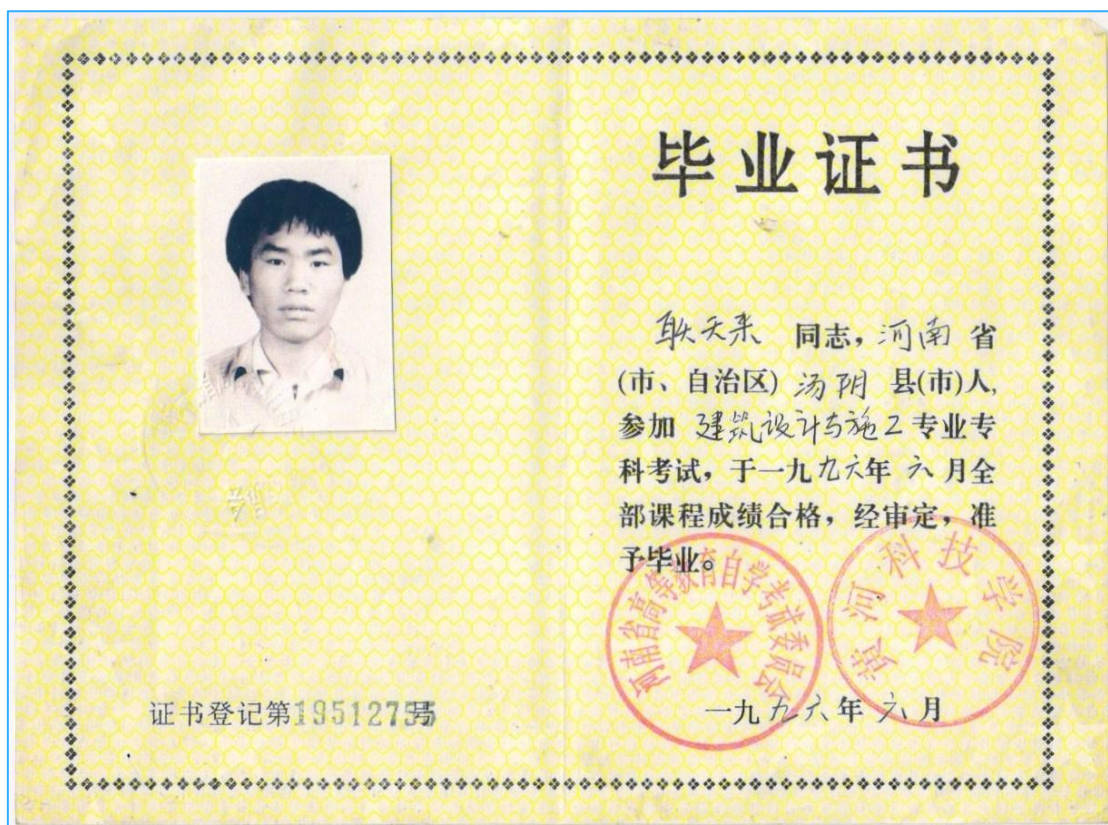 毕业证书
耿天来 同志，河南 省
(市、自治区) 汤阴 县(市)人,
参加 建筑设计与施工 专业专
科考试，于一九九六年 六 月全
部课程成绩合格，经审定，准
予毕业。
河南省高等教育自学考试委员会
黄河科技学院
一九九六年 六 月
证书登记第19512755号